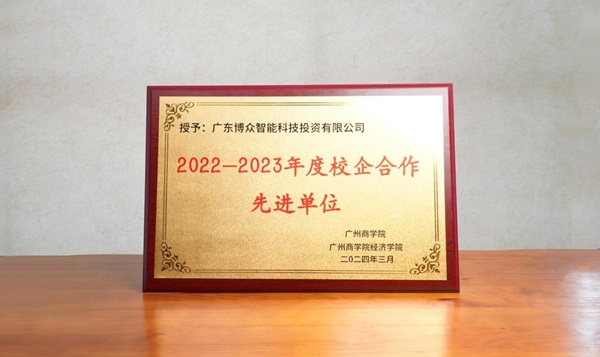 授予：广东博众智能科技投资有限公司
2022—2023年度校企合作
先进单位
广州商学院
广州商学院经济学院
二〇二四年三月